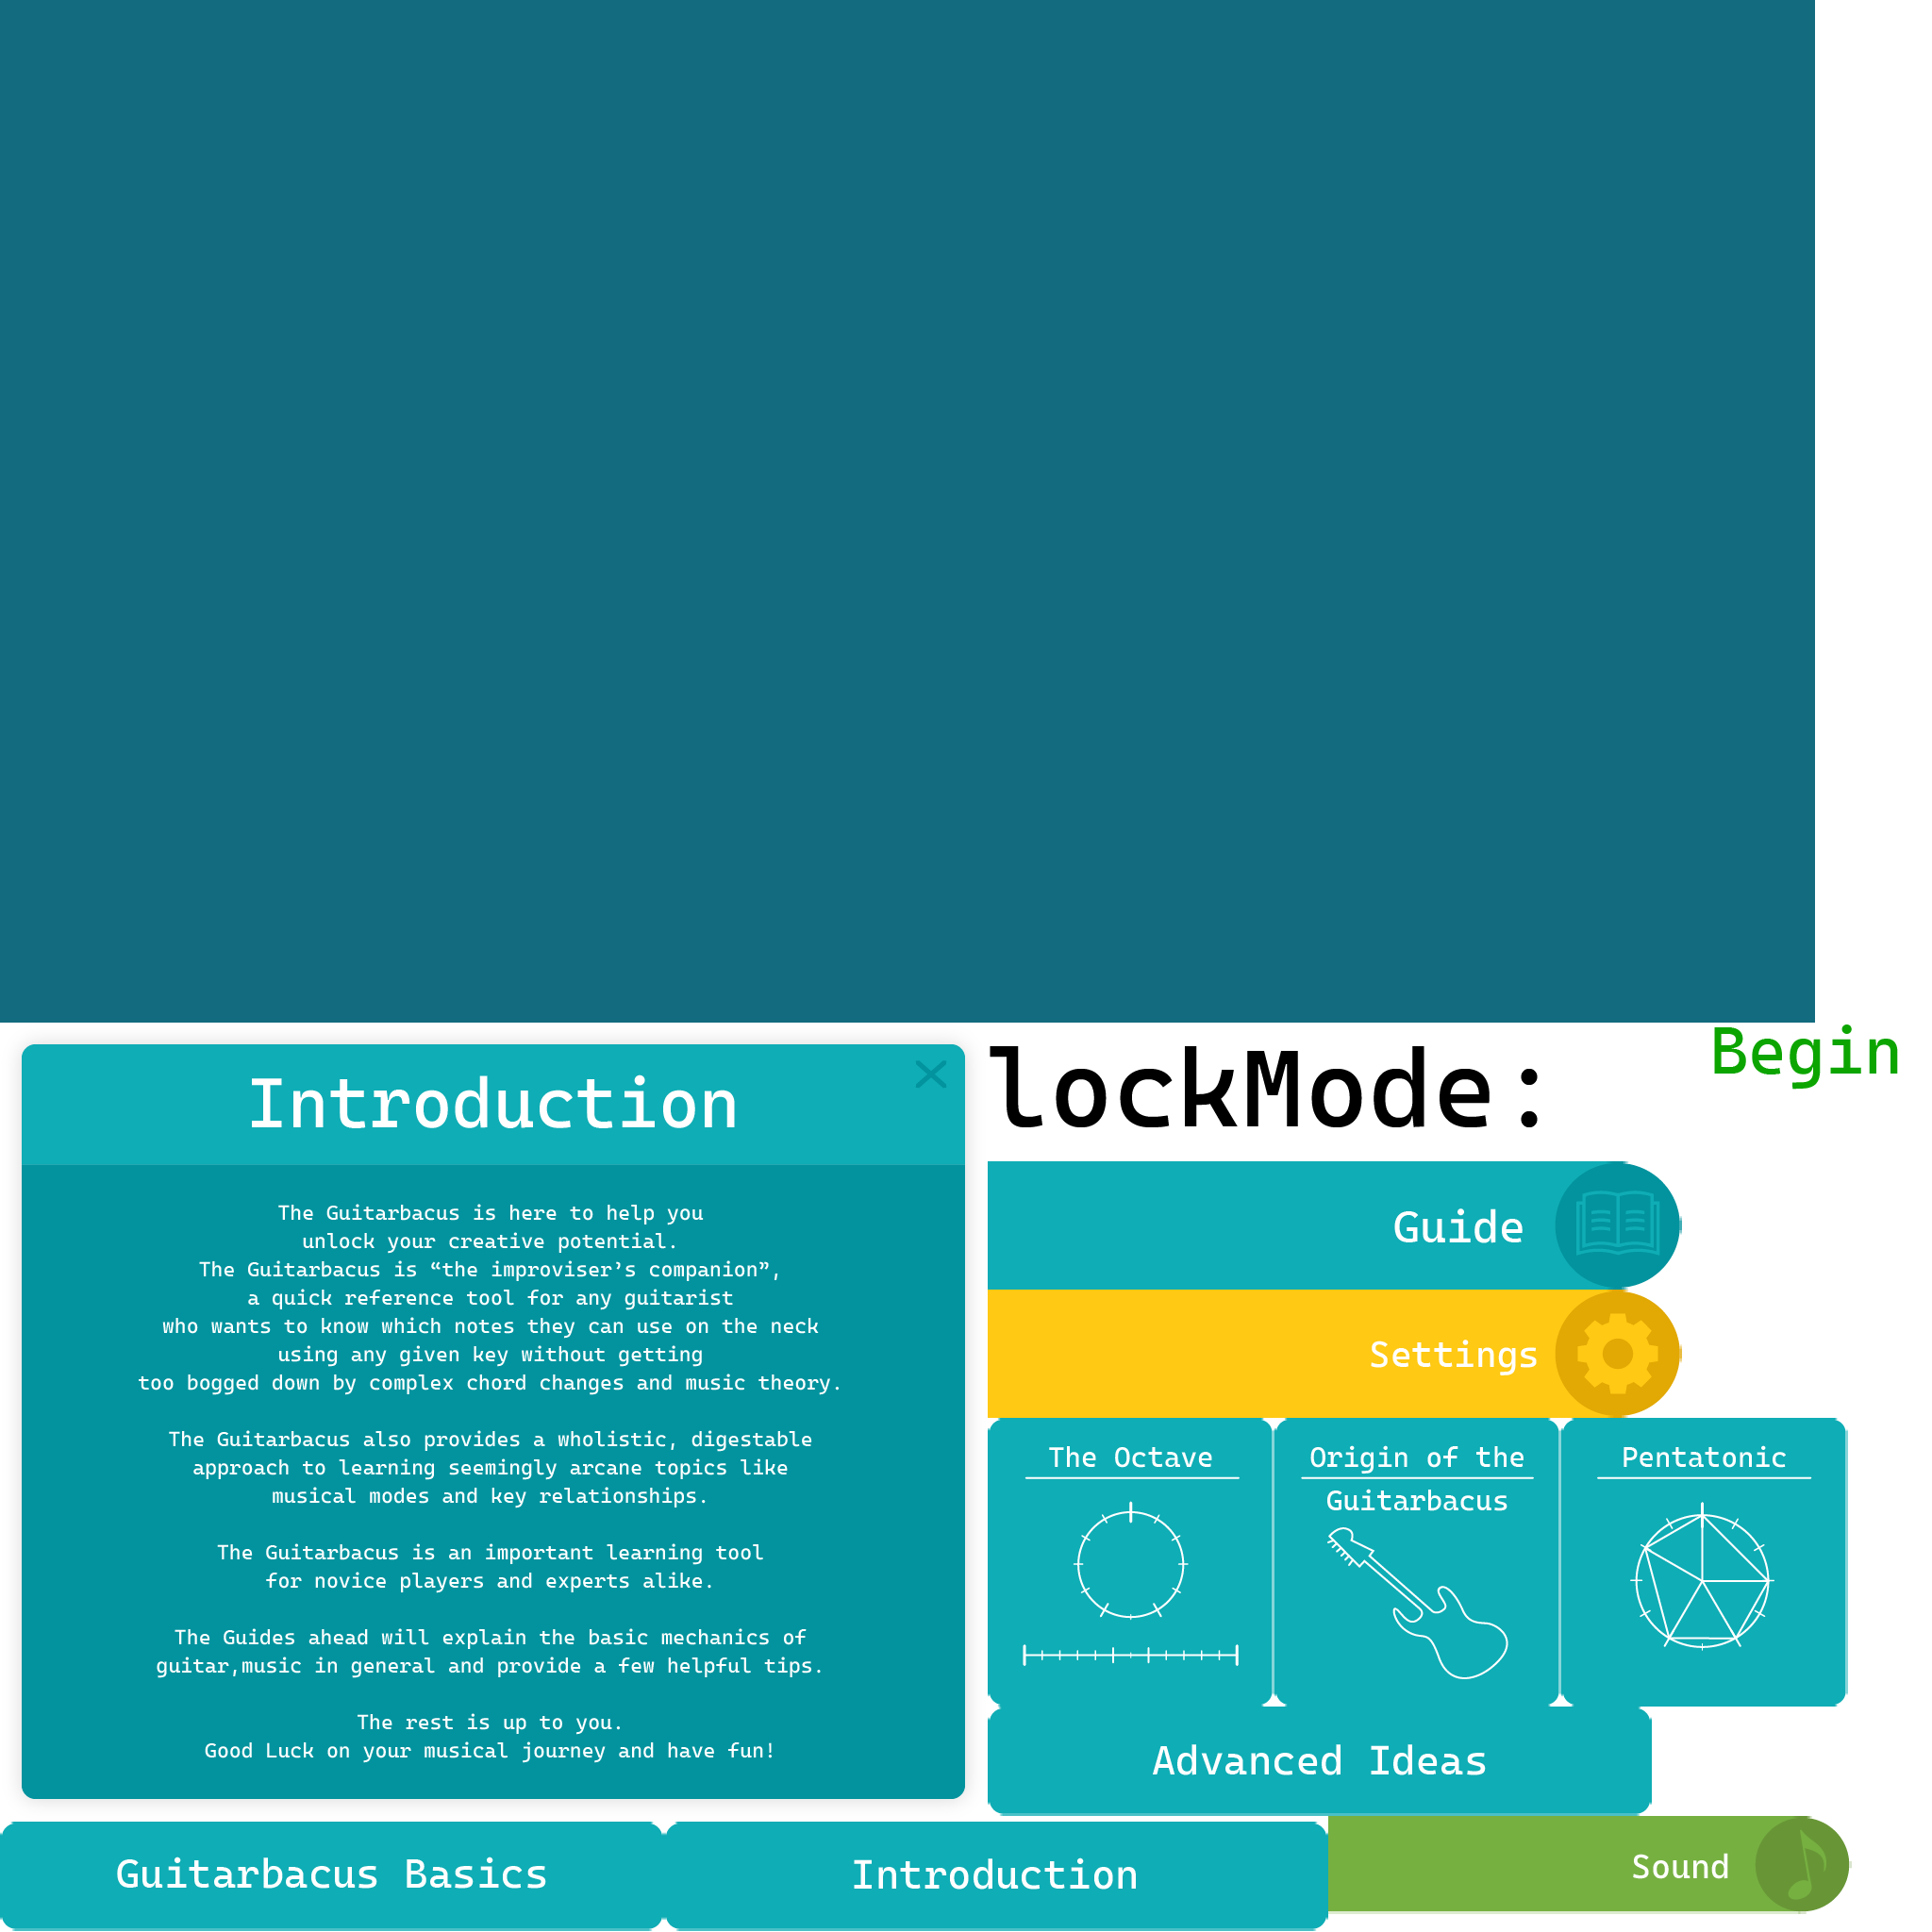 Begin
Introduction
The Guitarbacus is here to help you
unlock your creative potential.
The Guitarbacus is “the improviser’s companion”,
a quick reference tool for any guitarist
who wants to know which notes they can use on the neck
using any given key without getting
too bogged down by complex chord changes and music theory.
The Guitarbacus also provides a wholistic, digestable
approach to learning seemingly arcane topics like
musical modes and key relationships.
The Guitarbacus is an important learning tool
for novice players and experts alike.
The Guides ahead will explain the basic mechanics of
guitar,music in general and provide a few helpful tips.
The rest is up to you.
Good Luck on your musical journey and have fun!
lockMode:
Guide
Settings
The Octave
Origin of the
Guitarbacus
Pentatonic
Advanced Ideas
Guitarbacus Basics
Introduction
Sound